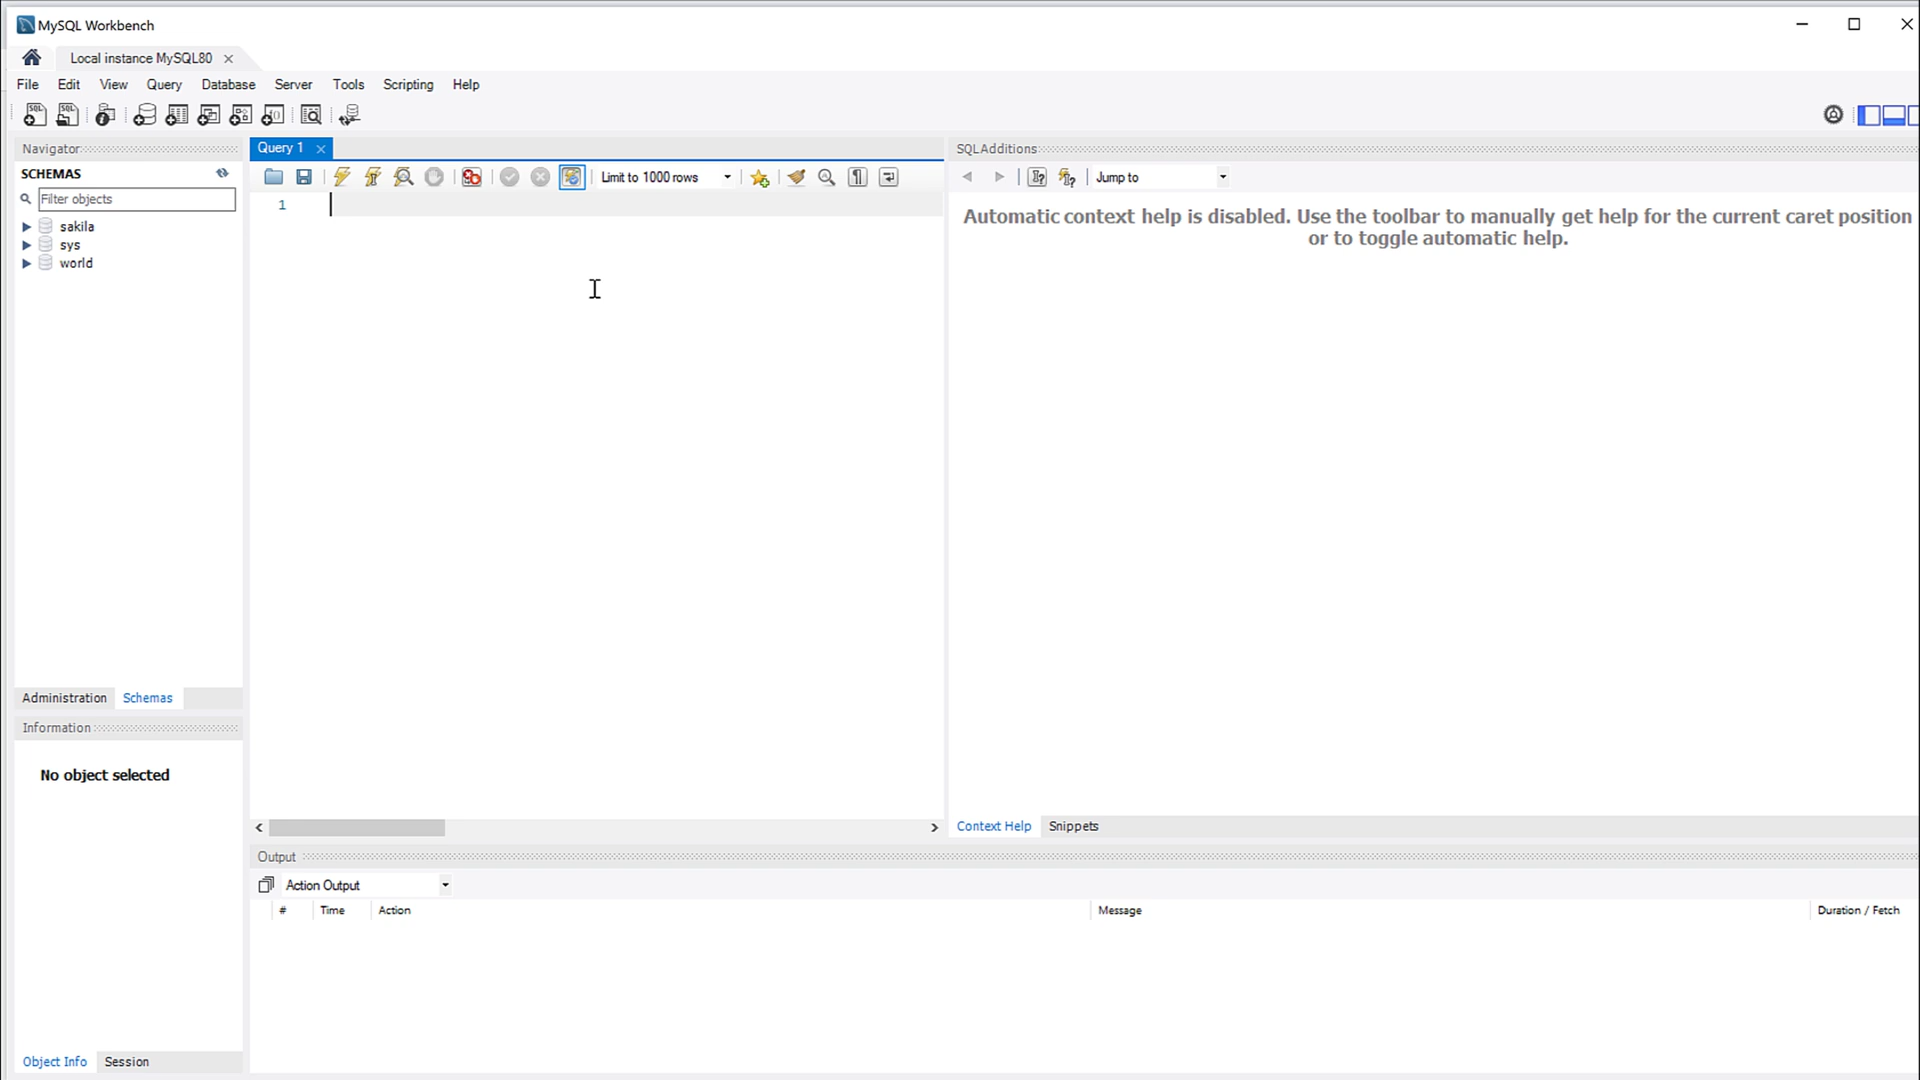 MySQL Workbench
Local instance MySQL80
File Edit View Query Database Server Tools Scripting Help
Navigator
SCHEMAS
Filter objects
sakila
sys
world
Administration Schemas
Information
No object selected
Object Info Session
Query 1
Limit to 1000 rows
1
SQLAdditions
Jump to
Automatic context help is disabled. Use the toolbar to manually get help for the current caret position
or to toggle automatic help.
Context Help Snippets
Output
Action Output
# Time Action Message Duration / Fetch